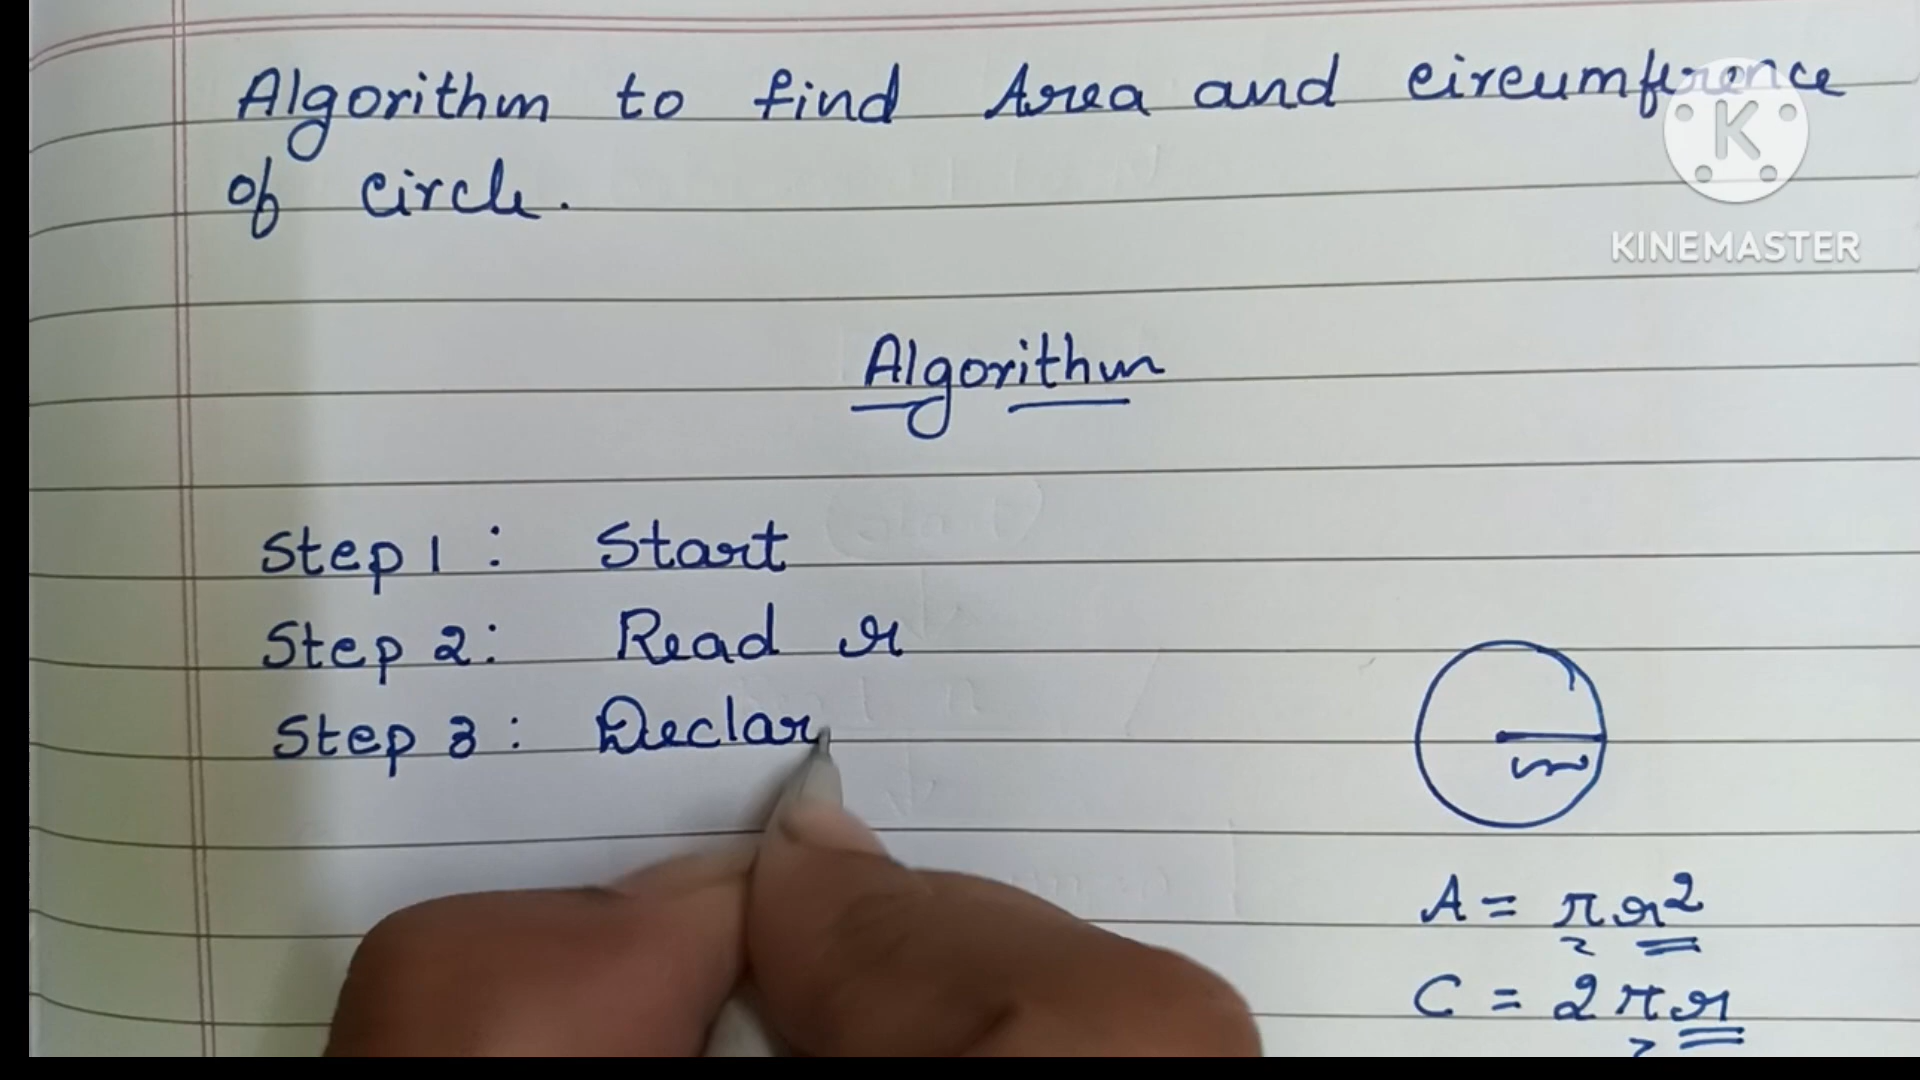 Algorithm to find Area and circumference
of circle.
K
KINEMASTER
Algorithm
Step 1 : Start
Step 2 : Read r
Step 3 : Declar
r
A = πr²
C = 2πr